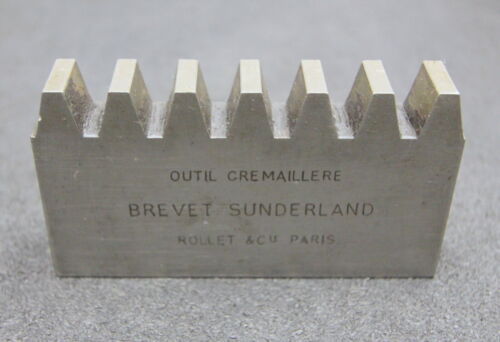 OUTIL CREMAILLERE
BREVET SUNDERLAND
ROLLET & Cie PARIS